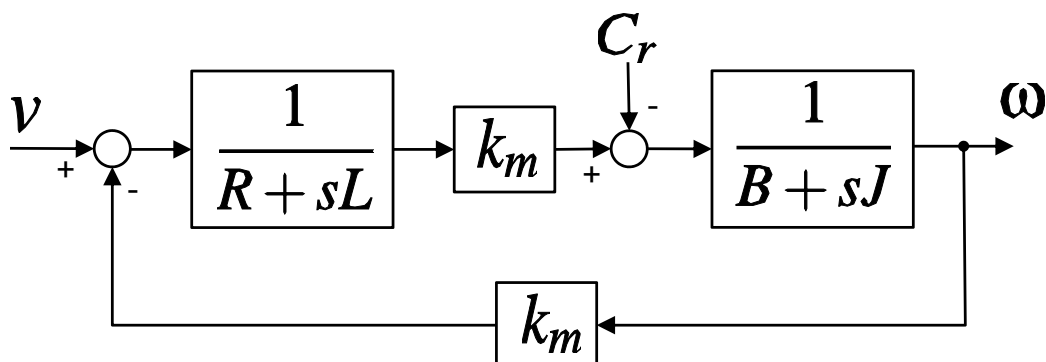 v
+
-
1
R + sL
k_m
+
C_r
-
1
B + sJ
ω
k_m